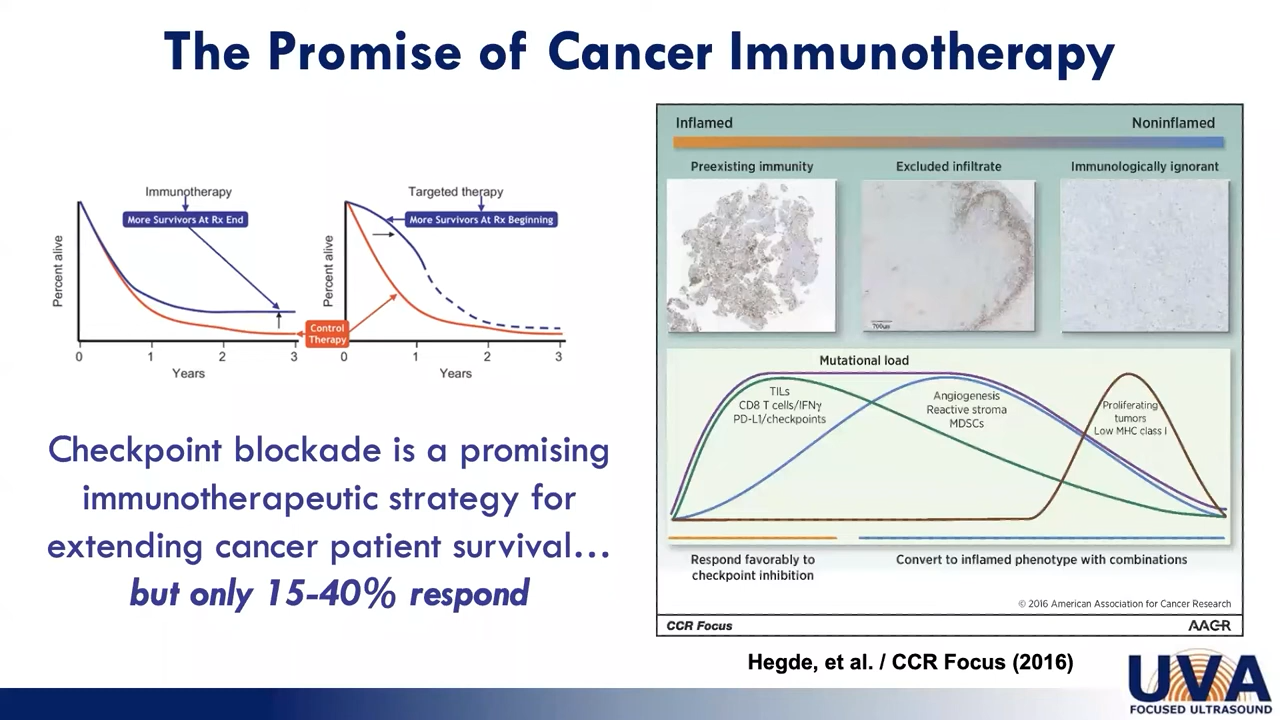 The Promise of Cancer Immunotherapy
Immunotherapy
More Survivors At Rx End
Percent alive
0 1 2 3
Years
Targeted therapy
More Survivors At Rx Beginning
Percent alive
Control
Therapy
0 1 2 3
Years
Checkpoint blockade is a promising
immunotherapeutic strategy for
extending cancer patient survival…
but only 15-40% respond
Inflamed
Noninflamed
Preexisting immunity
Excluded infiltrate
Immunologically ignorant
700µs
Mutational load
TILs
CD8 T cells/IFNγ
PD-L1/checkpoints
Angiogenesis
Reactive stroma
MDSCs
Proliferating
tumors
Low MHC class I
Respond favorably to
checkpoint inhibition
Convert to inflamed phenotype with combinations
© 2016 American Association for Cancer Research
CCR Focus
AACR
Hegde, et al. / CCR Focus (2016)
UVA
FOCUSED ULTRASOUND